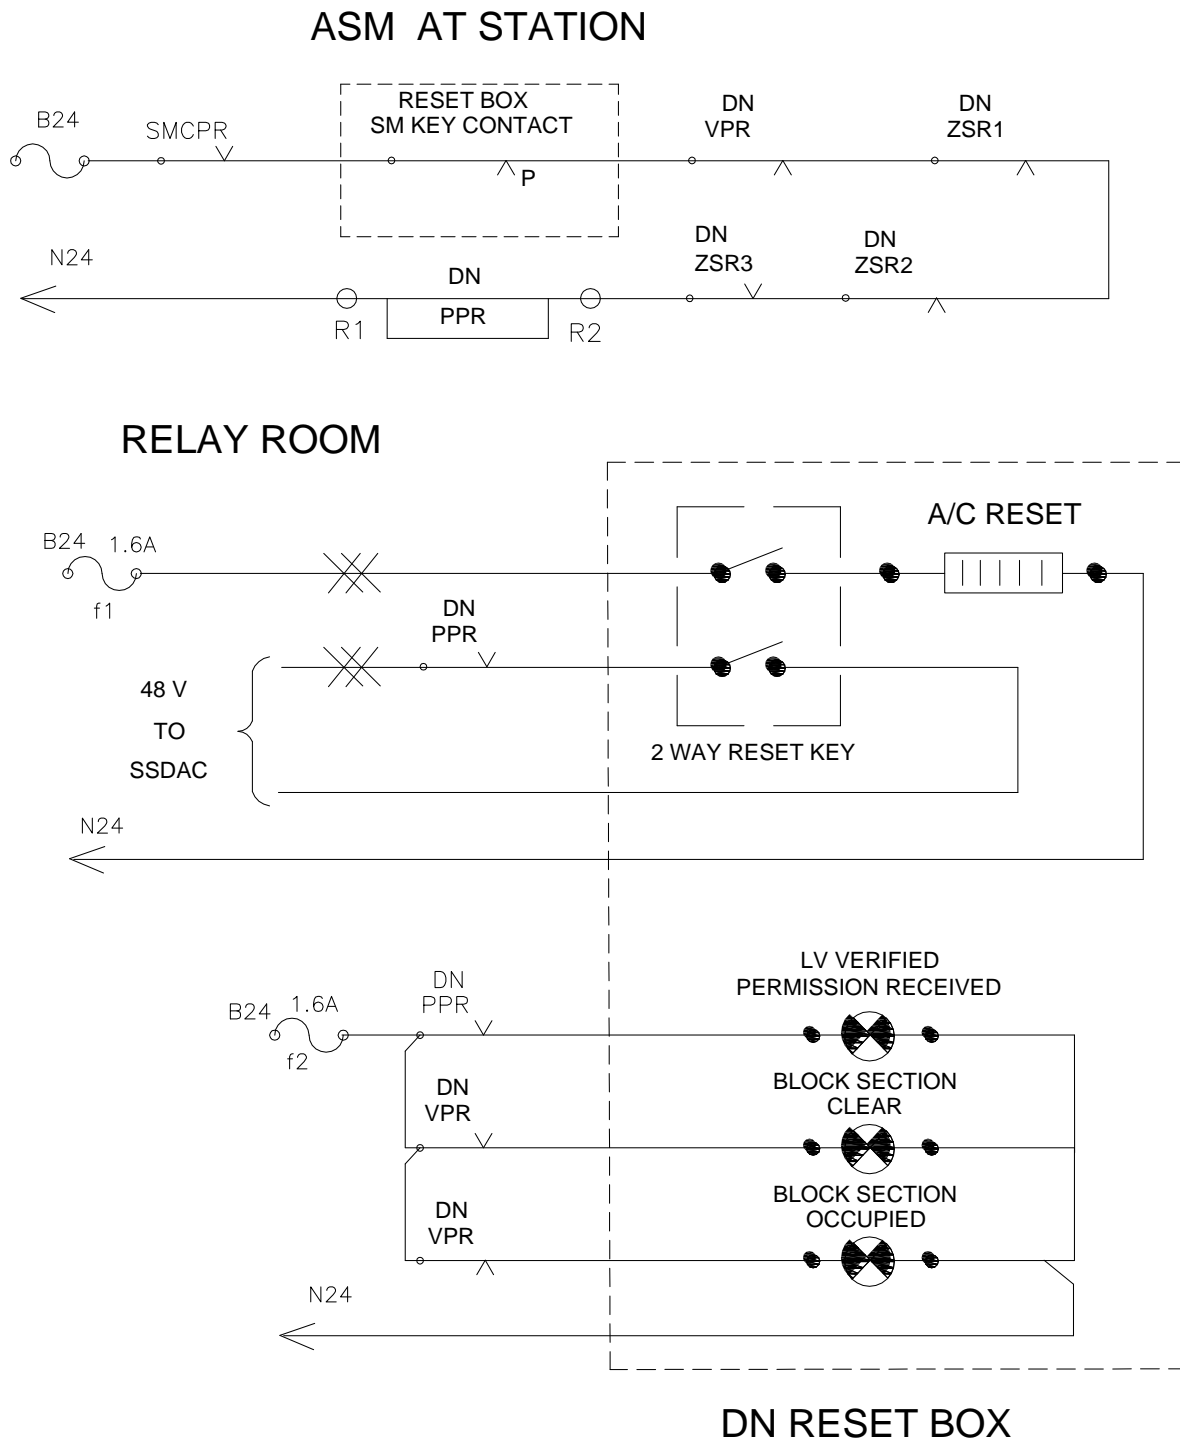 ASM AT STATION
RESET BOX
SM KEY CONTACT
B24
SMCPR
P
DN
VPR
DN
ZSR1
N24
R1
DN
PPR
R2
DN
ZSR3
DN
ZSR2
RELAY ROOM
B24 1.6A
f1
A/C RESET
DN
PPR
48 V
TO
SSDAC
2 WAY RESET KEY
N24
LV VERIFIED
PERMISSION RECEIVED
B24 1.6A
f2
DN
PPR
BLOCK SECTION
CLEAR
DN
VPR
BLOCK SECTION
OCCUPIED
DN
VPR
N24
DN RESET BOX